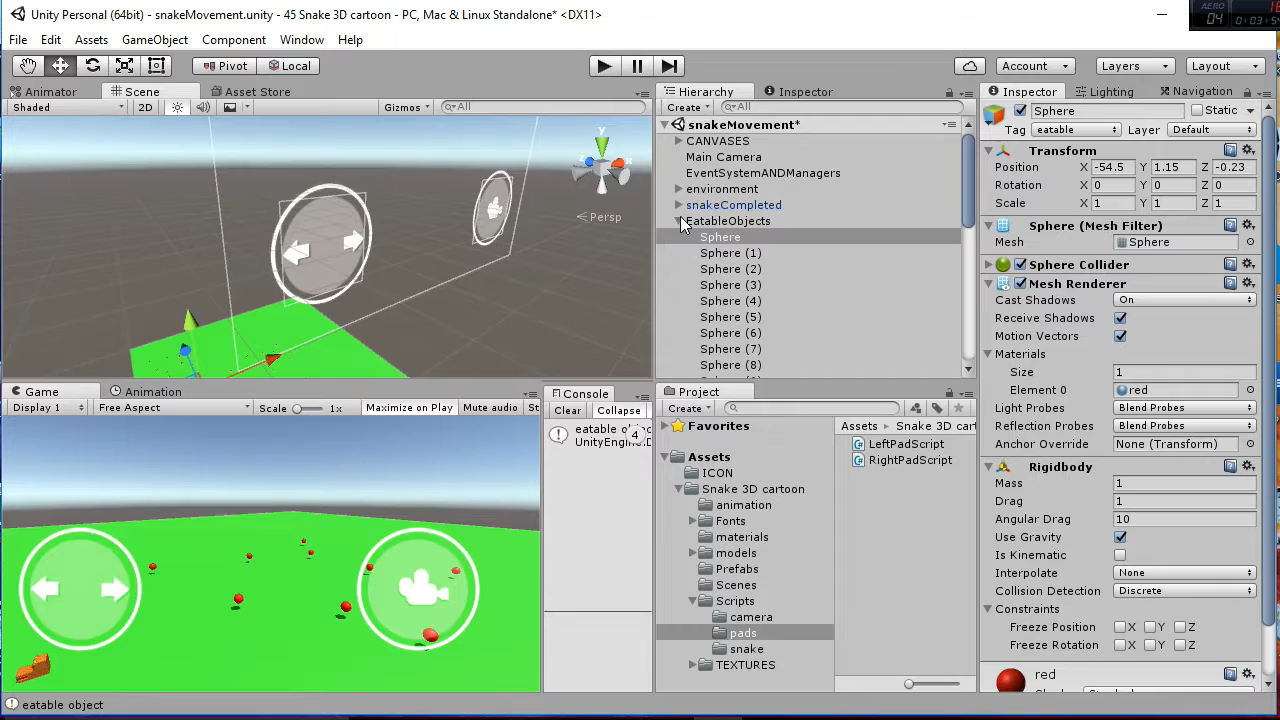 Unity Personal (64bit) - snakeMovement.unity - 45 Snake 3D cartoon - PC, Mac & Linux Standalone* <DX11>
AERO
04
File Edit Assets GameObject Component Window Help
Pivot Local Account Layers Layout
Animator Scene Asset Store
Shaded 2D Gizmos All
y
x
z
Persp
Hierarchy Inspector
Create All
snakeMovement*
CANVASES
Main Camera
EventSystemANDManagers
environment
snakeCompleted
EatableObjects
Sphere
Sphere (1)
Sphere (2)
Sphere (3)
Sphere (4)
Sphere (5)
Sphere (6)
Sphere (7)
Sphere (8)
Inspector Lighting Navigation
Sphere Static
Tag eatable Layer Default
Transform
Position X -54.5 Y 1.15 Z -0.23
Rotation X 0 Y 0 Z 0
Scale X 1 Y 1 Z 1
Sphere (Mesh Filter)
Mesh Sphere
Sphere Collider
Mesh Renderer
Cast Shadows On
Receive Shadows
Motion Vectors
Materials
Size 1
Element 0 red
Light Probes Blend Probes
Reflection Probes Blend Probes
Anchor Override None (Transform)
Rigidbody
Mass 1
Drag 1
Angular Drag 10
Use Gravity
Is Kinematic
Interpolate None
Collision Detection Discrete
Constraints
Freeze Position X Y Z
Freeze Rotation X Y Z
red
Game Animation
Display 1 Free Aspect Scale 1x Maximize on Play Mute audio St
Console
Clear Collapse
eatable obje
UnityEngine.D
4
Project
Create
Favorites
Assets
ICON
Snake 3D cartoon
animation
Fonts
materials
models
Prefabs
Scenes
Scripts
camera
pads
snake
TEXTURES
Assets Snake 3D cart
LeftPadScript
RightPadScript
eatable object